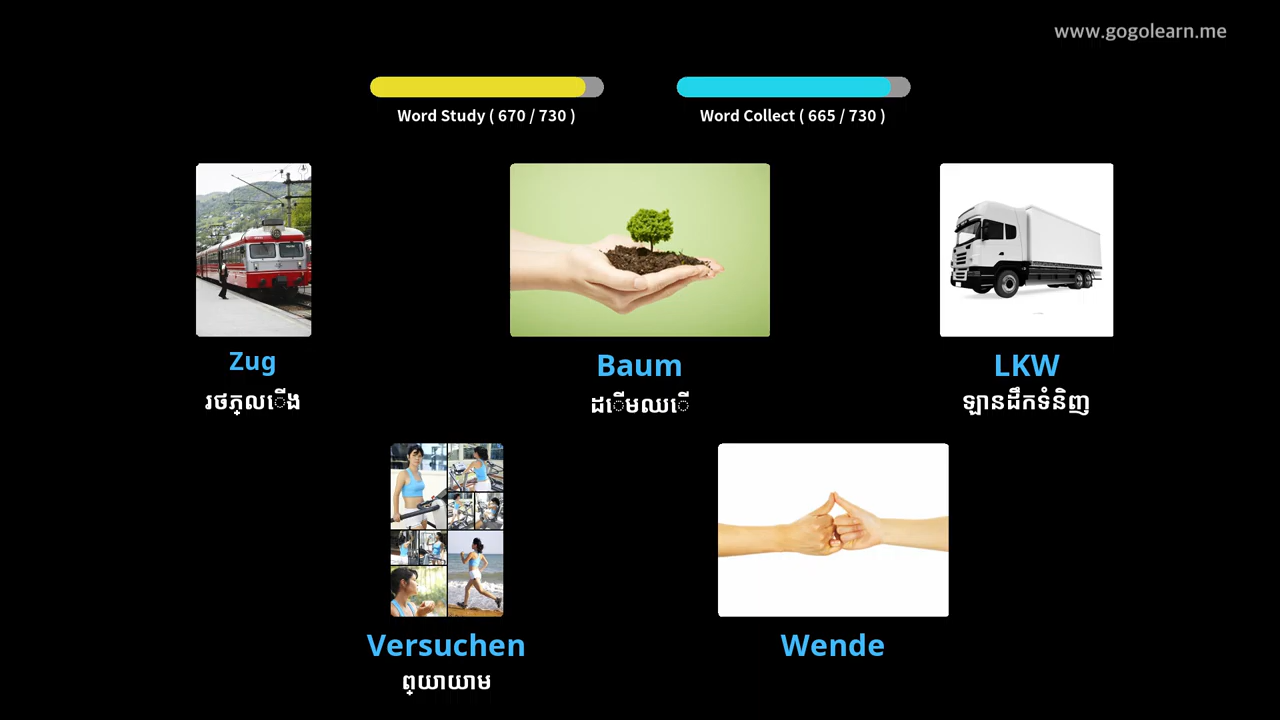 www.gogolearn.me
Word Study ( 670 / 730 )
Word Collect ( 665 / 730 )
Zug
រថភ្លេីង
Baum
ដេីមឈេី
LKW
ឡានដឹកទំនិញ
Versuchen
ព្យាយាម
Wende